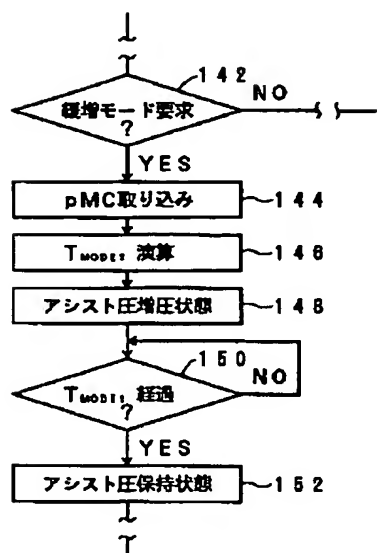 142
緩増モード要求
?
NO
YES
pMC取り込み
144
T 演算
146
アシスト圧増圧状態
148
150
NO
T 経過
?
YES
アシスト圧保持状態
152